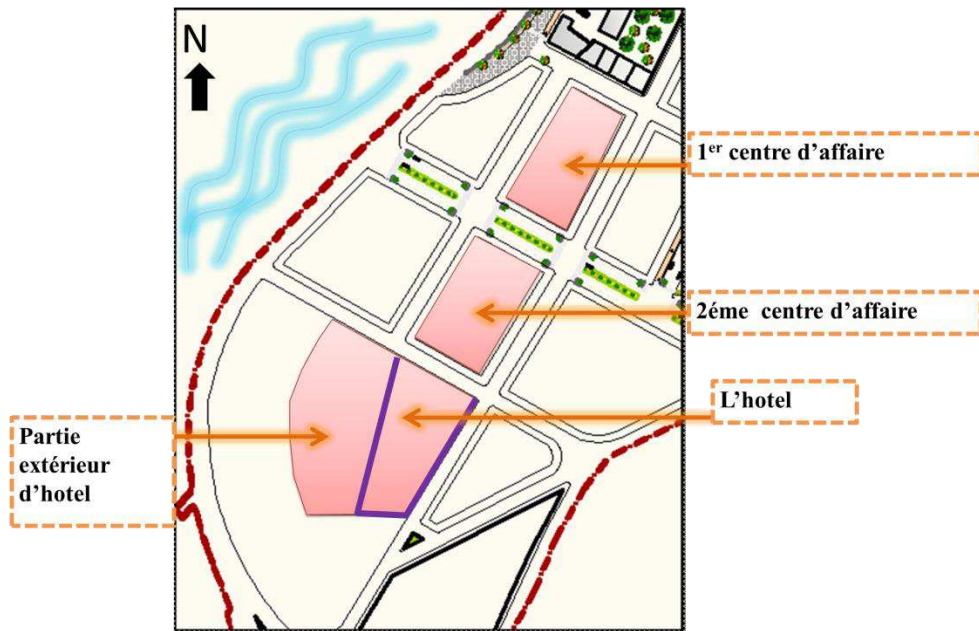 N
1er centre d’affaire
2éme centre d’affaire
L’hotel
Partie
extérieur
d’hotel